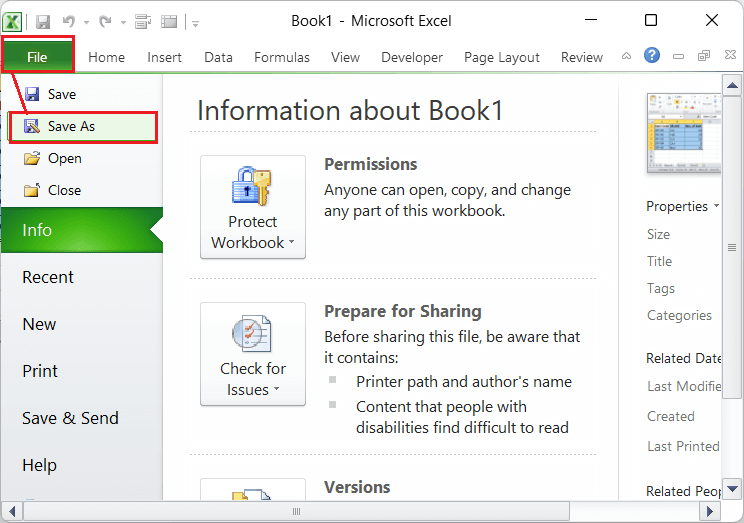 Book1 - Microsoft Excel
File Home Insert Data Formulas View Developer Page Layout Review
Save
Save As
Open
Close
Info
Recent
New
Print
Save & Send
Help
Information about Book1
Protect
Workbook
Permissions
Anyone can open, copy, and change
any part of this workbook.
Check for
Issues
Prepare for Sharing
Before sharing this file, be aware that
it contains:
Printer path and author's name
Content that people with
disabilities find difficult to read
Versions
Properties
Size
Title
Tags
Categories
Related Date
Last Modifie
Created
Last Printed
Related Peop